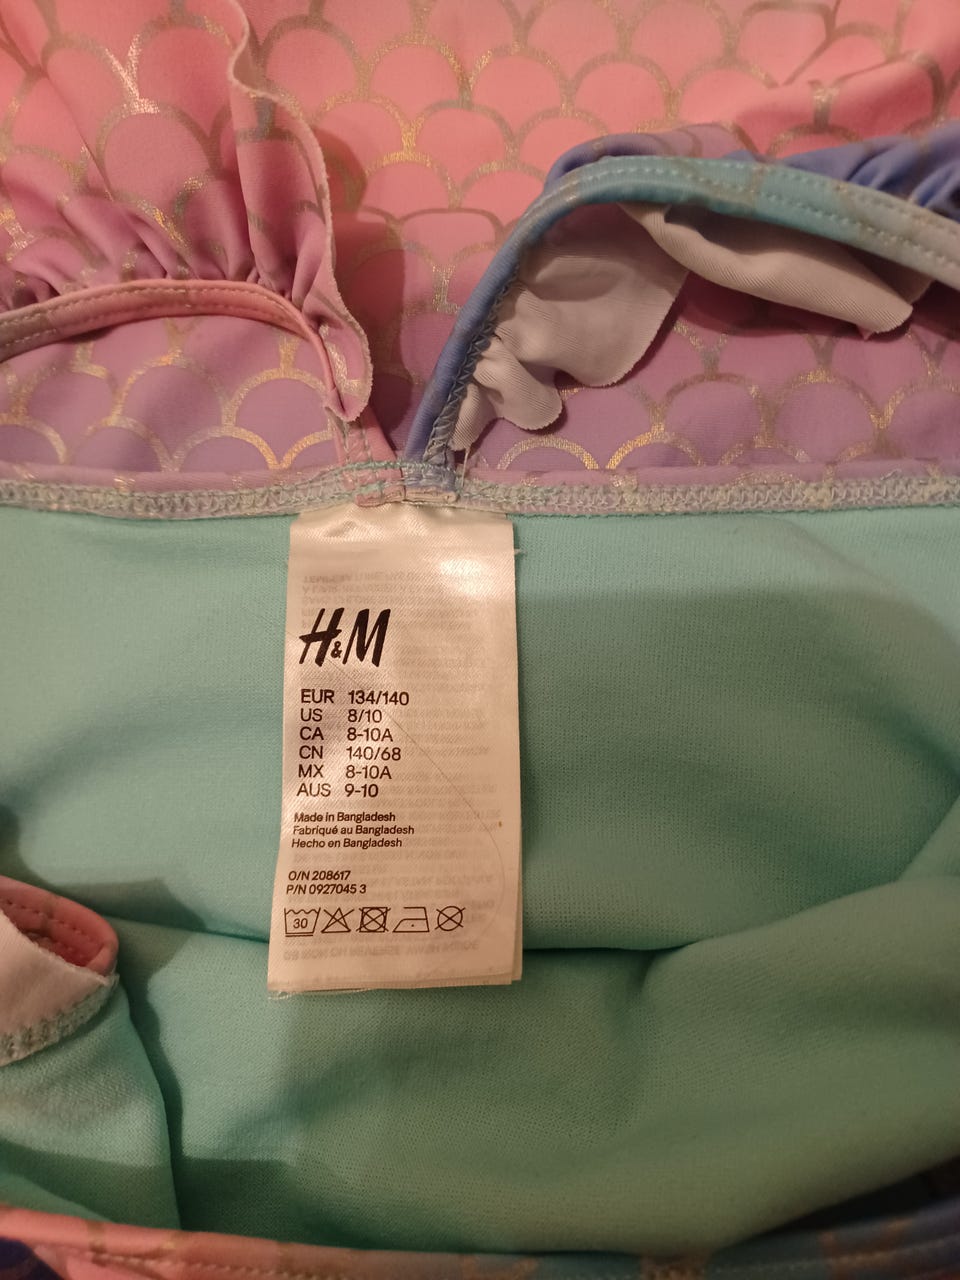 H&M
EUR 134/140
US 8/10
CA 8-10A
CN 140/68
MX 8-10A
AUS 9-10
Made in Bangladesh
Fabriqué au Bangladesh
Hecho en Bangladesh
O/N 208617
P/N 0927045 3
30